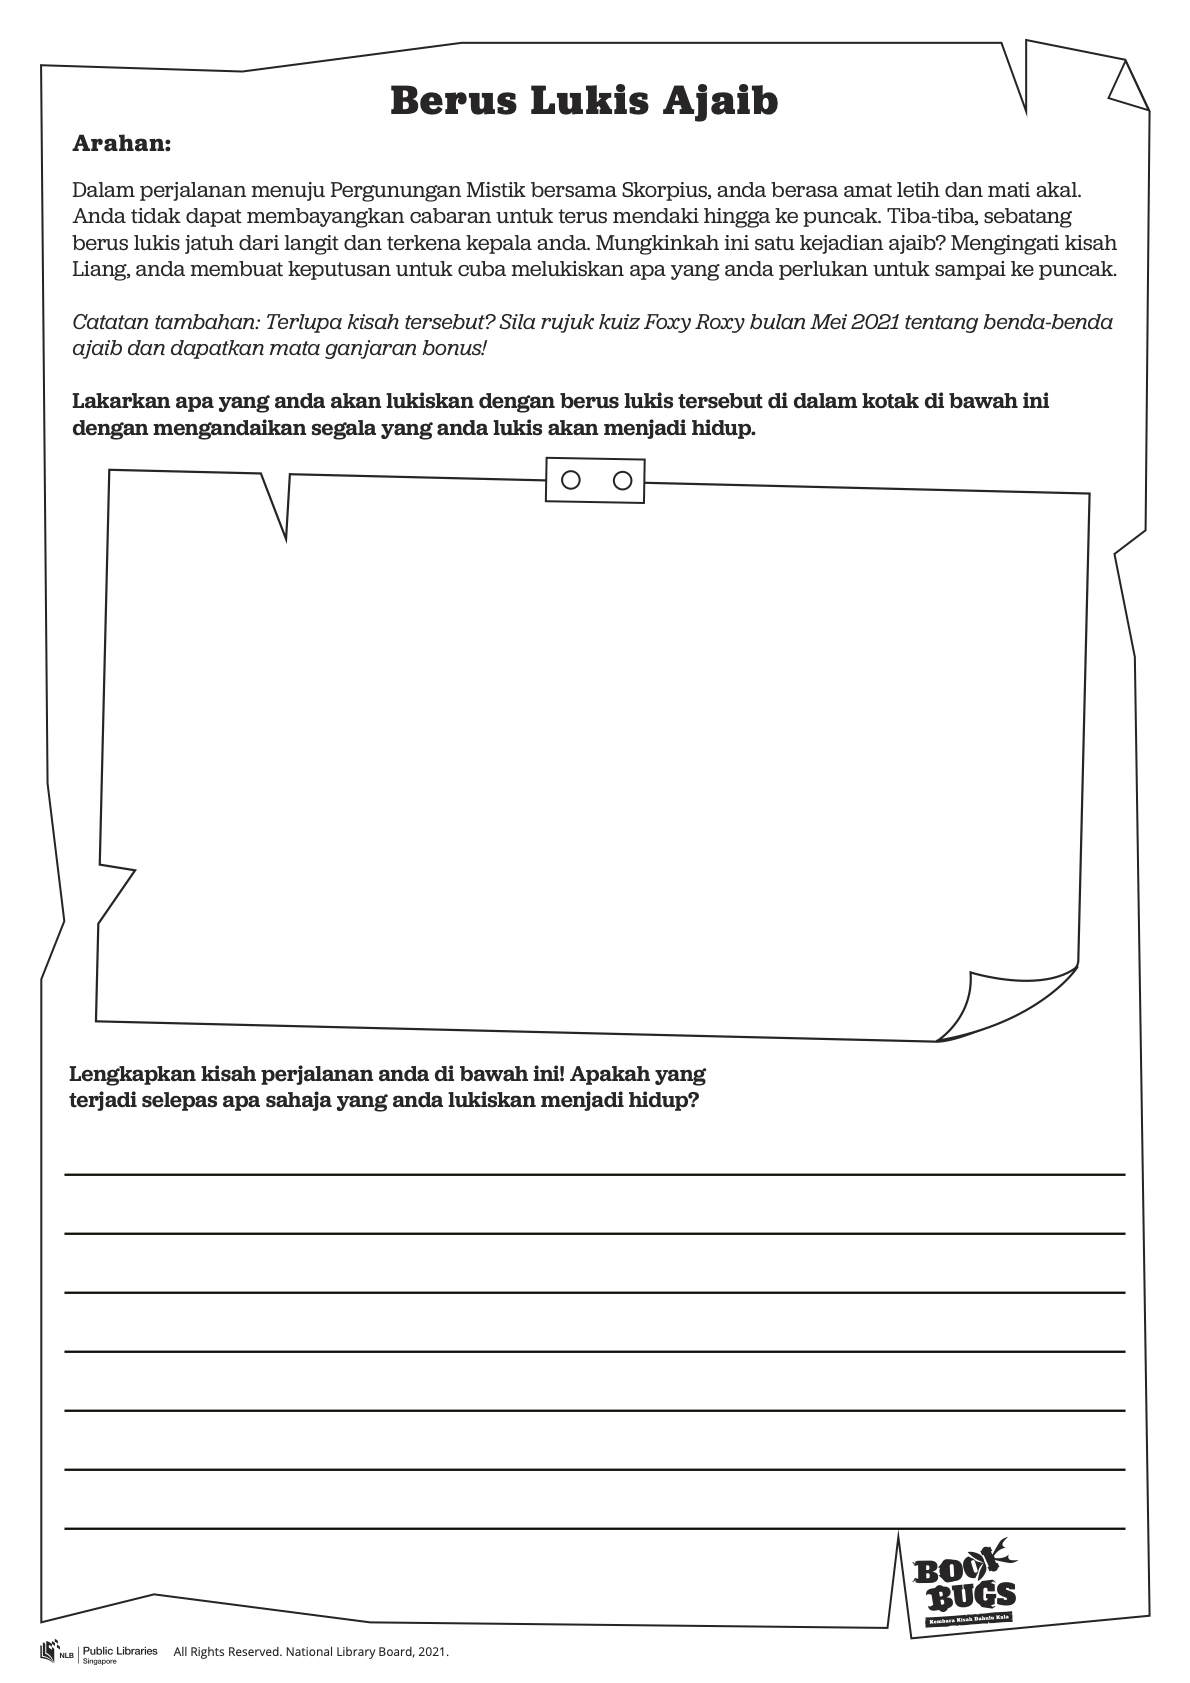 Berus Lukis Ajaib
Arahan:
Dalam perjalanan menuju Pergunungan Mistik bersama Skorpius, anda berasa amat letih dan mati akal.
Anda tidak dapat membayangkan cabaran untuk terus mendaki hingga ke puncak. Tiba-tiba, sebatang
berus lukis jatuh dari langit dan terkena kepala anda. Mungkinkah ini satu kejadian ajaib? Mengingati kisah
Liang, anda membuat keputusan untuk cuba melukiskan apa yang anda perlukan untuk sampai ke puncak.
Catatan tambahan: Terlupa kisah tersebut? Sila rujuk kuiz Foxy Roxy bulan Mei 2021 tentang benda-benda
ajaib dan dapatkan mata ganjaran bonus!
Lakarkan apa yang anda akan lukiskan dengan berus lukis tersebut di dalam kotak di bawah ini
dengan mengandaikan segala yang anda lukis akan menjadi hidup.
Lengkapkan kisah perjalanan anda di bawah ini! Apakah yang
terjadi selepas apa sahaja yang anda lukiskan menjadi hidup?
BOOK
BUGS
Kembara Kisah Dahulu Kala
NLB Public Libraries
Singapore
All Rights Reserved. National Library Board, 2021.